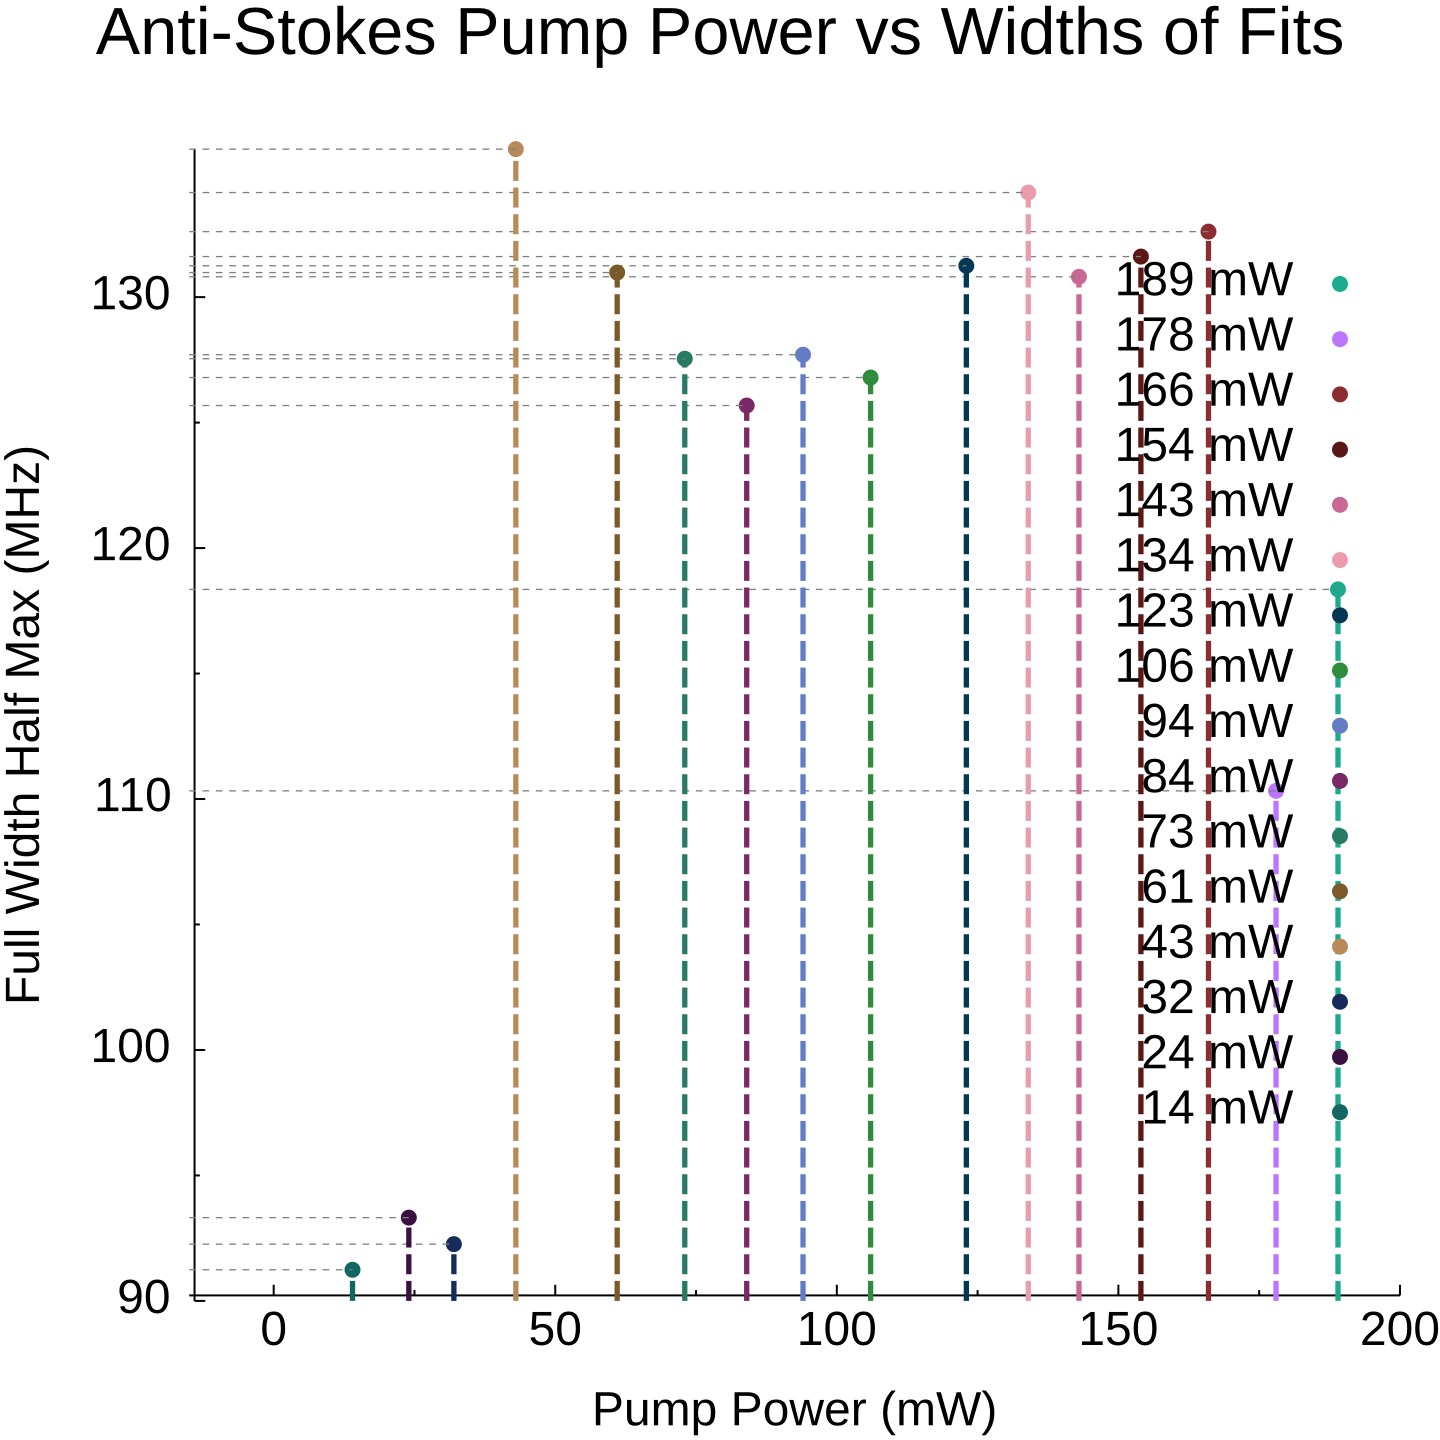 Anti-Stokes Pump Power vs Widths of Fits
Full Width Half Max (MHz)
130
120
110
100
90
189 mW
178 mW
166 mW
154 mW
143 mW
134 mW
123 mW
106 mW
94 mW
84 mW
73 mW
61 mW
43 mW
32 mW
24 mW
14 mW
0 50 100 150 200
Pump Power (mW)